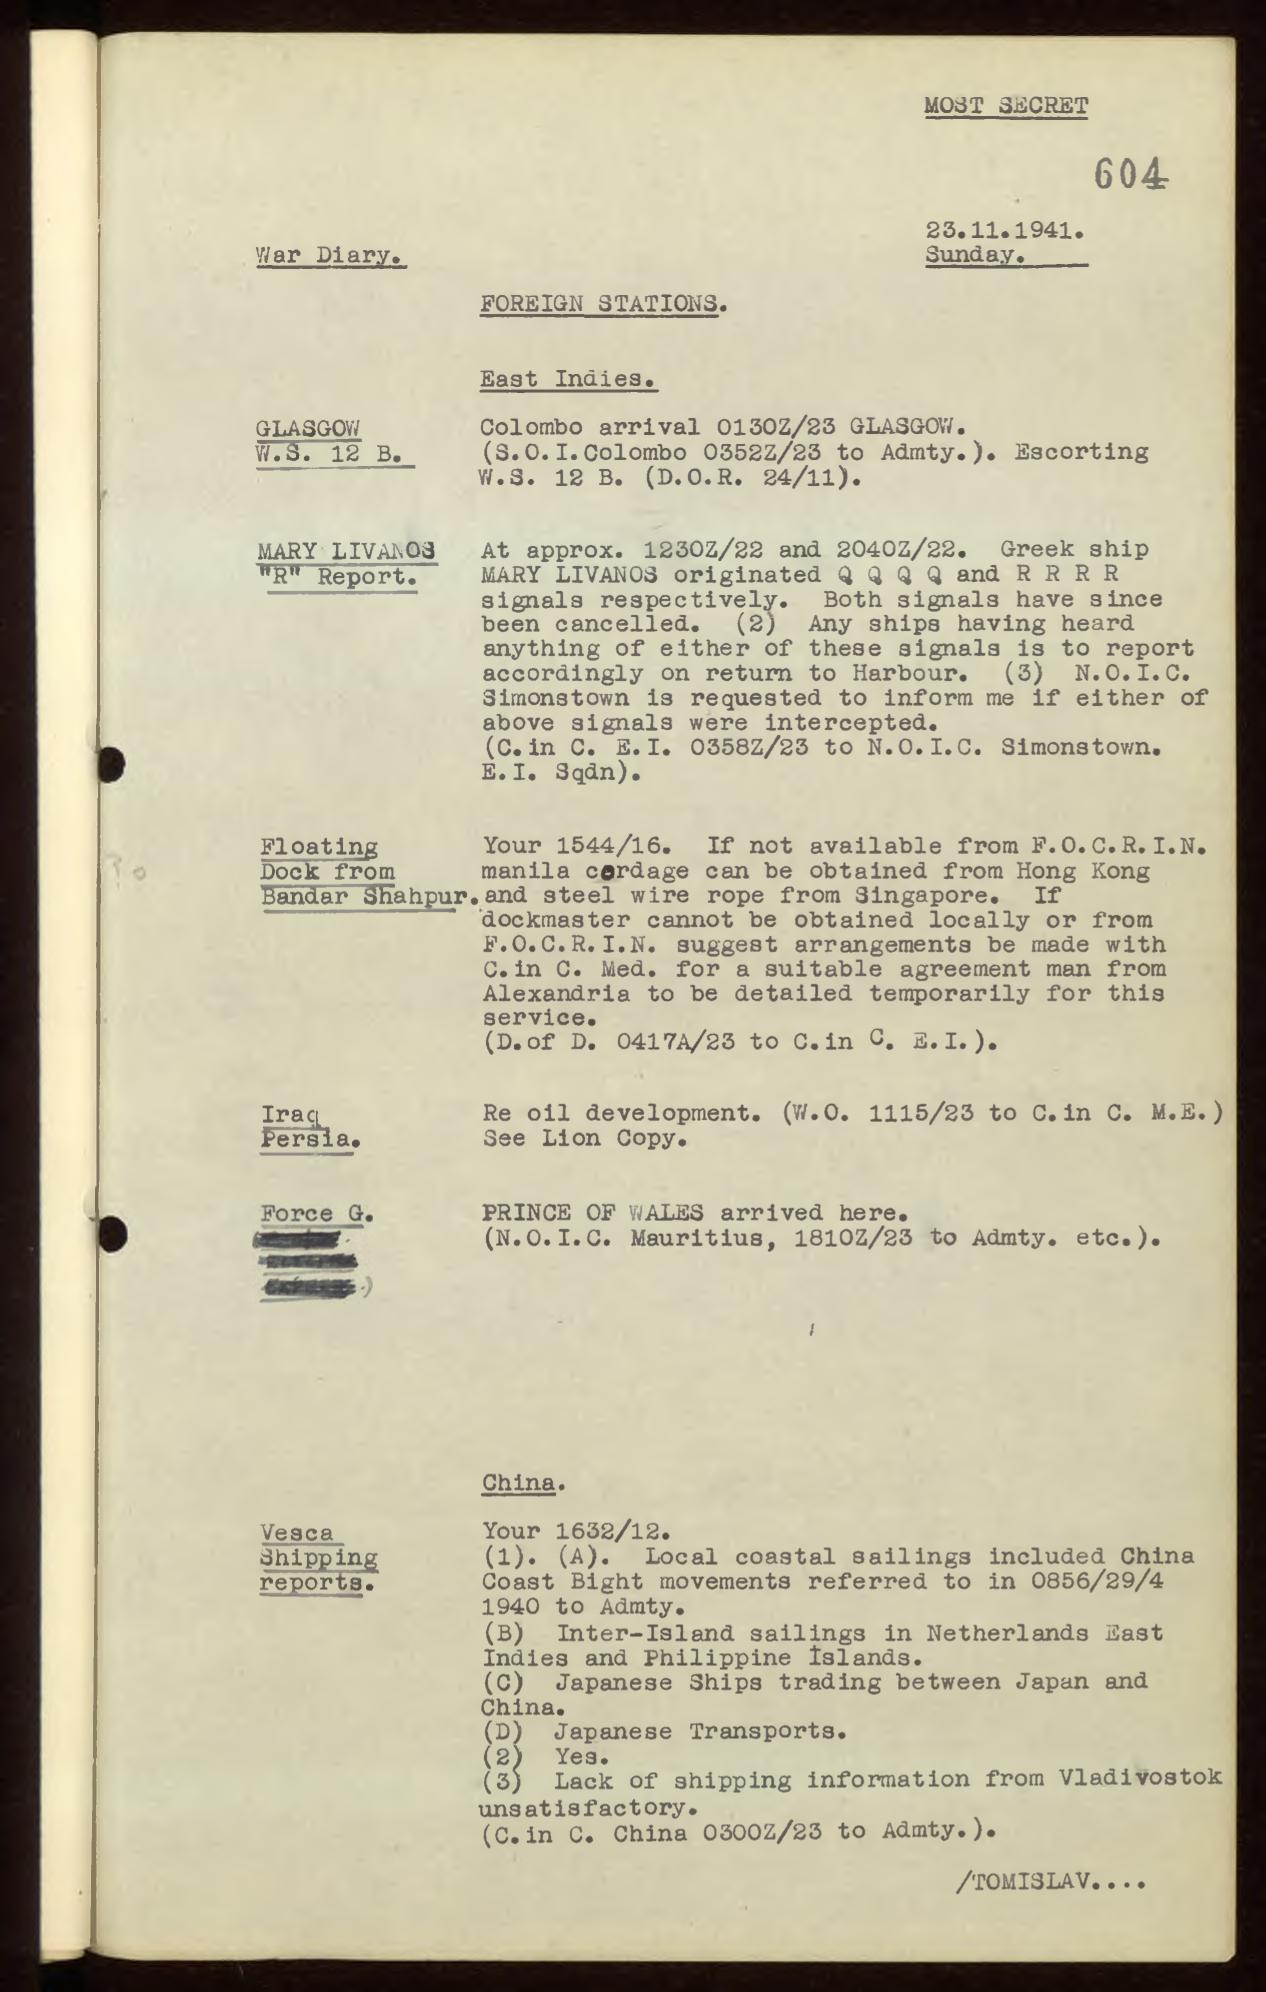 MOST SECRET
604
23.11.1941.
War Diary.
Sunday.
FOREIGN STATIONS.
East Indies.
GLASGOW
W.S. 12 B.
Colombo arrival 0130Z/23 GLASGOW.
(S.O.I.Colombo 0352Z/23 to Admty.). Escorting
W.S. 12 B. (D.O.R. 24/11).
MARY LIVANOS
"R" Report.
At approx. 1230Z/22 and 2040Z/22. Greek ship
MARY LIVANOS originated Q Q Q Q and R R R R
signals respectively. Both signals have since
been cancelled. (2) Any ships having heard
anything of either of these signals is to report
accordingly on return to Harbour. (3) N.O.I.C.
Simonstown is requested to inform me if either of
above signals were intercepted.
(C.in C. E.I. 0358Z/23 to N.O.I.C. Simonstown.
E.I. Sqdn).
Floating
Dock from
Bandar Shahpur.
Your 1544/16. If not available from F.O.C.R.I.N.
manila cordage can be obtained from Hong Kong
and steel wire rope from Singapore. If
dockmaster cannot be obtained locally or from
F.O.C.R.I.N. suggest arrangements be made with
C.in C. Med. for a suitable agreement man from
Alexandria to be detailed temporarily for this
service.
(D.of D. 0417A/23 to C.in C. E.I.).
Iraq
Persia.
Re oil development. (W.O. 1115/23 to C.in C. M.E.)
See Lion Copy.
Force G.
PRINCE OF WALES arrived here.
(N.O.I.C. Mauritius, 1810Z/23 to Admty. etc.).
China.
Vesca
Shipping
reports.
Your 1632/12.
(1). (A). Local coastal sailings included China
Coast Bight movements referred to in 0856/29/4
1940 to Admty.
(B) Inter-Island sailings in Netherlands East
Indies and Philippine Islands.
(C) Japanese Ships trading between Japan and
China.
(D) Japanese Transports.
(2) Yes.
(3) Lack of shipping information from Vladivostok
unsatisfactory.
(C.in C. China 0300Z/23 to Admty.).
/TOMISLAV....